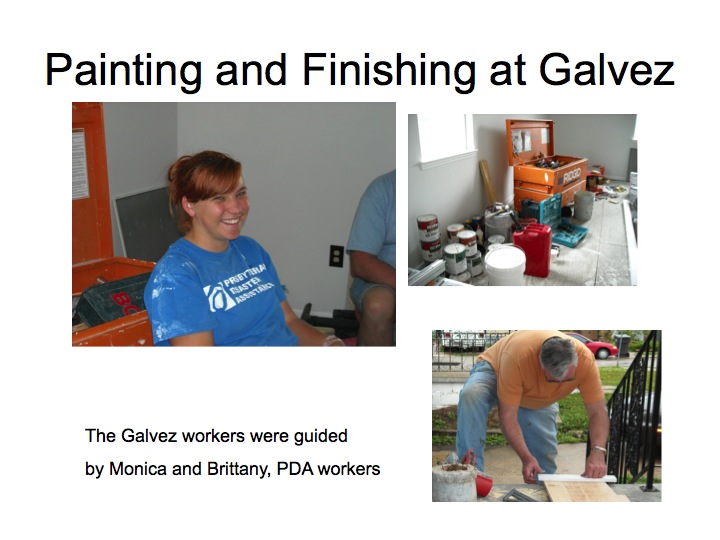 Painting and Finishing at Galvez
PRESBYTERIAN
DISASTER
ASSISTANCE
RIDGID
The Galvez workers were guided
by Monica and Brittany, PDA workers